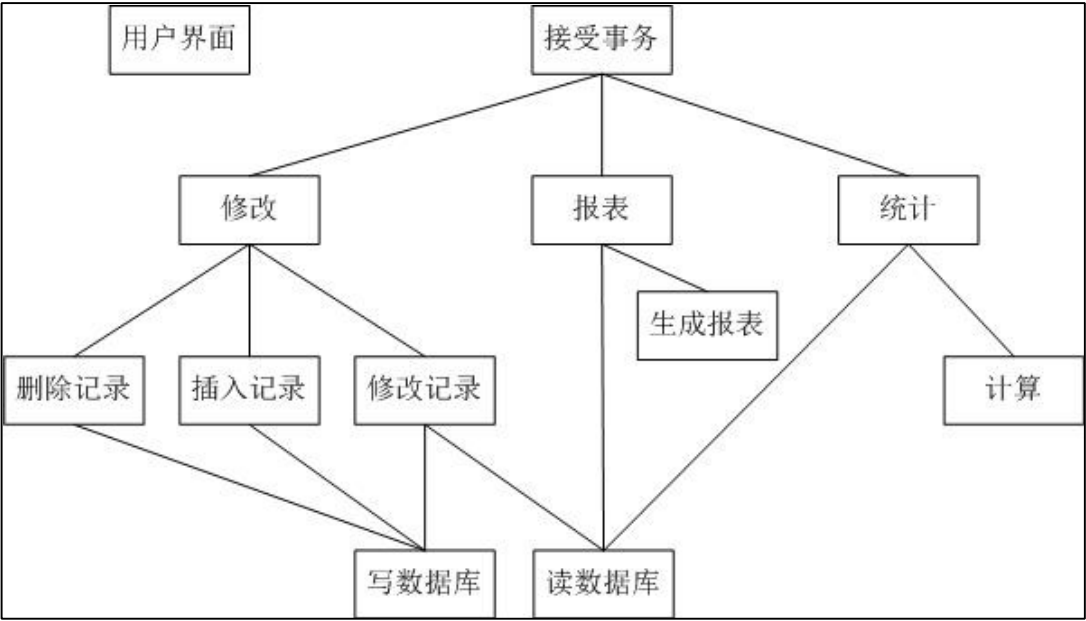 用户界面
接受事务
修改
报表
统计
生成报表
删除记录
插入记录
修改记录
计算
写数据库
读数据库